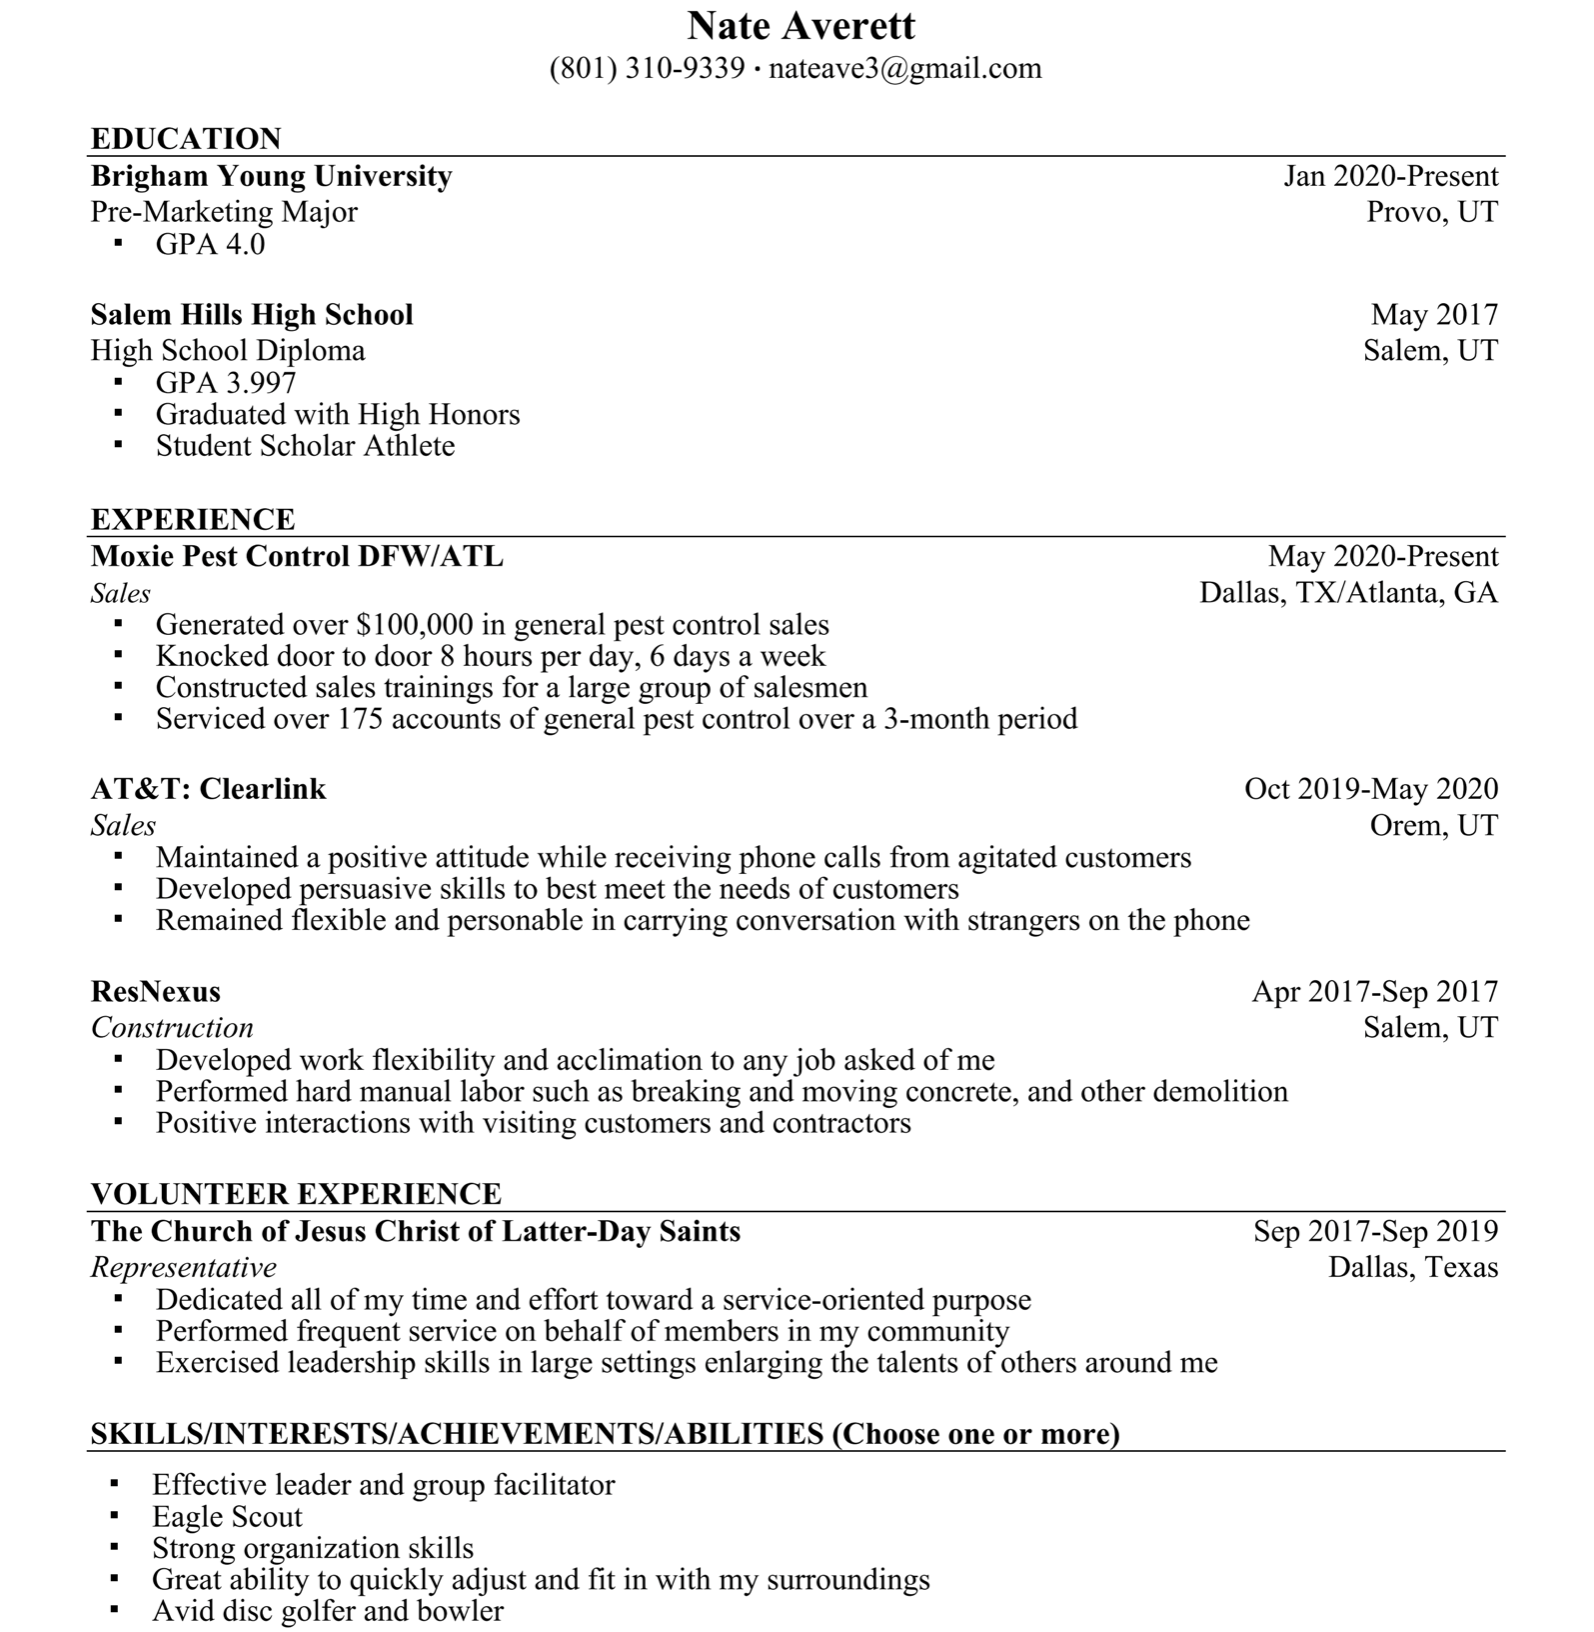 Nate Averett
(801) 310-9339 · nateave3@gmail.com
EDUCATION
Brigham Young University Jan 2020-Present
Pre-Marketing Major Provo, UT
▪ GPA 4.0
Salem Hills High School May 2017
High School Diploma Salem, UT
▪ GPA 3.997
▪ Graduated with High Honors
▪ Student Scholar Athlete
EXPERIENCE
Moxie Pest Control DFW/ATL May 2020-Present
Sales Dallas, TX/Atlanta, GA
▪ Generated over $100,000 in general pest control sales
▪ Knocked door to door 8 hours per day, 6 days a week
▪ Constructed sales trainings for a large group of salesmen
▪ Serviced over 175 accounts of general pest control over a 3-month period
AT&T: Clearlink Oct 2019-May 2020
Sales Orem, UT
▪ Maintained a positive attitude while receiving phone calls from agitated customers
▪ Developed persuasive skills to best meet the needs of customers
▪ Remained flexible and personable in carrying conversation with strangers on the phone
ResNexus Apr 2017-Sep 2017
Construction Salem, UT
▪ Developed work flexibility and acclimation to any job asked of me
▪ Performed hard manual labor such as breaking and moving concrete, and other demolition
▪ Positive interactions with visiting customers and contractors
VOLUNTEER EXPERIENCE
The Church of Jesus Christ of Latter-Day Saints Sep 2017-Sep 2019
Representative Dallas, Texas
▪ Dedicated all of my time and effort toward a service-oriented purpose
▪ Performed frequent service on behalf of members in my community
▪ Exercised leadership skills in large settings enlarging the talents of others around me
SKILLS/INTERESTS/ACHIEVEMENTS/ABILITIES (Choose one or more)
▪ Effective leader and group facilitator
▪ Eagle Scout
▪ Strong organization skills
▪ Great ability to quickly adjust and fit in with my surroundings
▪ Avid disc golfer and bowler